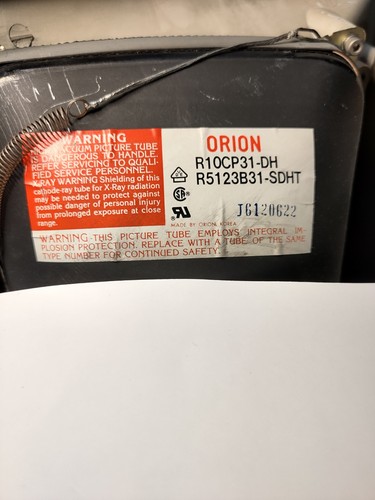 WARNING
VACUUM PICTURE TUBE
IS DANGEROUS TO HANDLE.
REFER SERVICING TO QUALI-
FIED SERVICE PERSONNEL.
X-RAY WARNING Shielding of this
cathode-ray tube for X-Ray radiation
may be needed to protect against
possible danger of personal injury
from prolonged exposure at close
range.
ORION
R10CP31-DH
R5123B31-SDHT
JG120622
MADE BY ORION, KOREA
WARNING-THIS PICTURE TUBE EMPLOYS INTEGRAL IM-
PLOSION PROTECTION. REPLACE WITH A TUBE OF THE SAME
TYPE NUMBER FOR CONTINUED SAFETY.